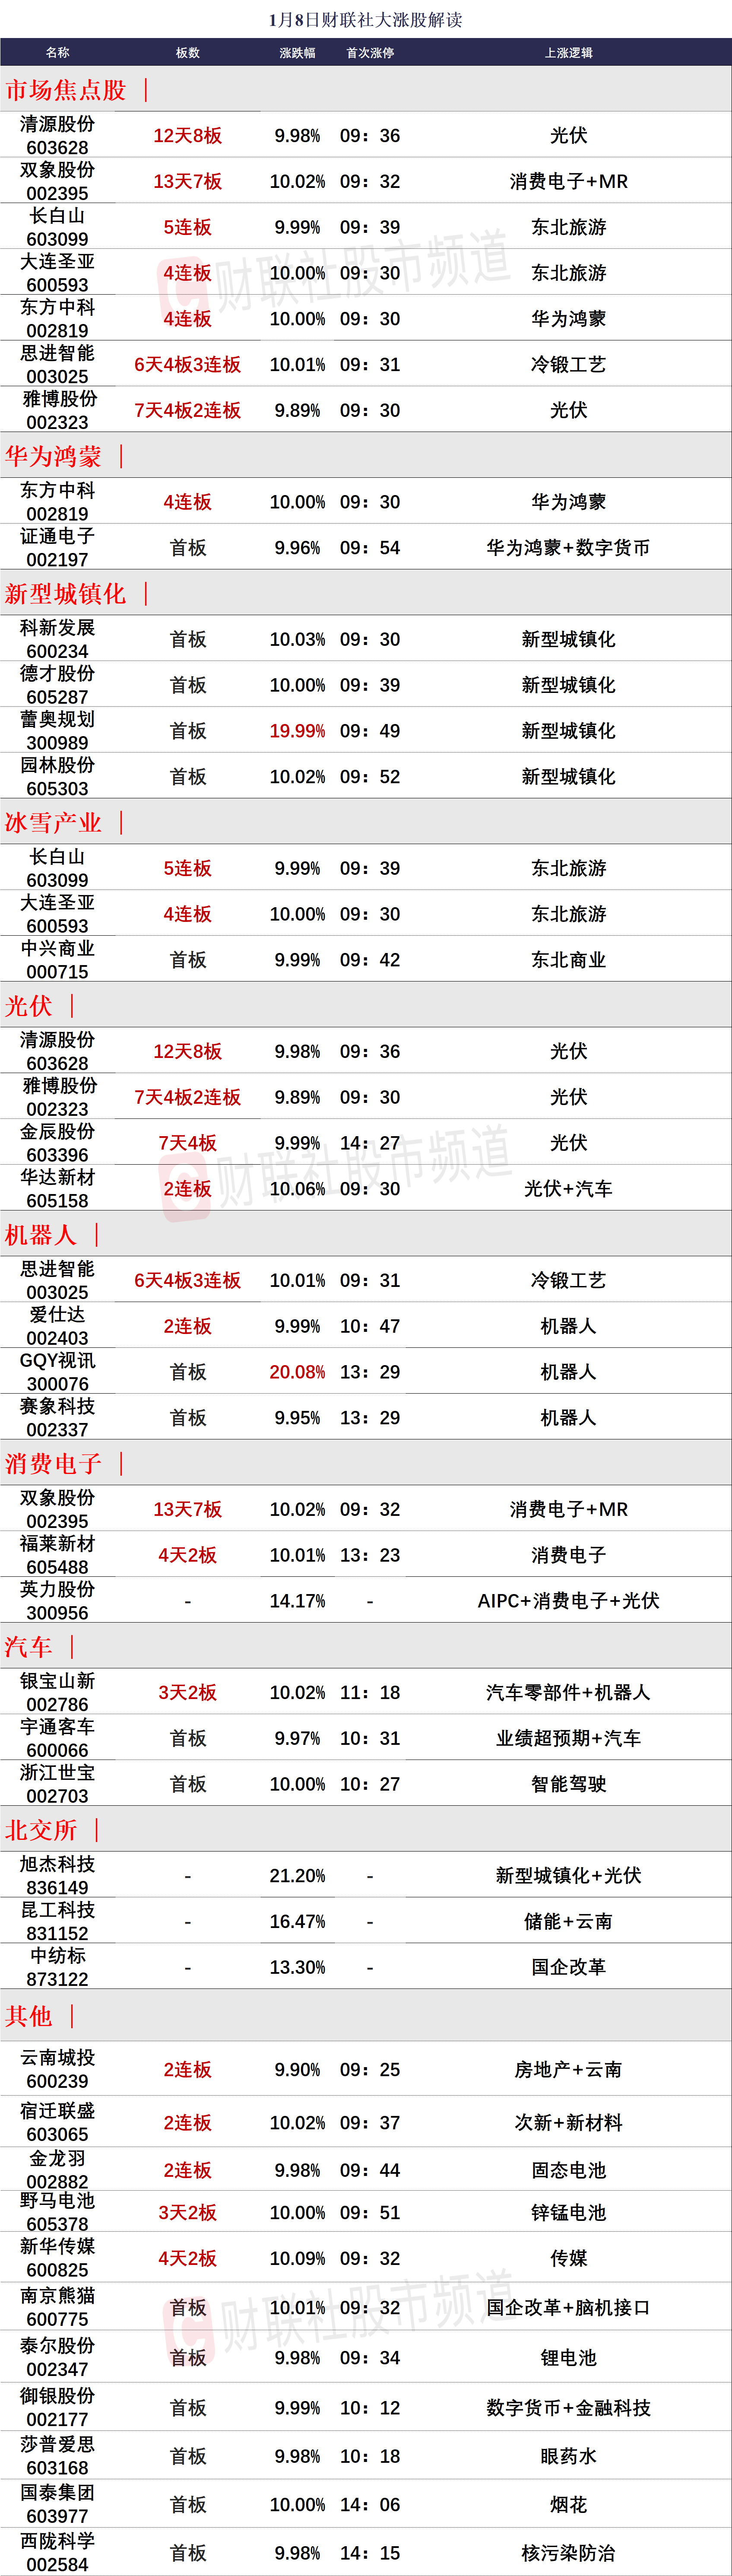 1月8日财联社大涨股解读
名称 板数 涨跌幅 首次涨停 上涨逻辑
市场焦点股 |
清源股份 603628 12天8板 9.98% 09：36 光伏
双象股份 002395 13天7板 10.02% 09：32 消费电子+MR
长白山 603099 5连板 9.99% 09：39 东北旅游
大连圣亚 600593 4连板 10.00% 09：30 东北旅游
东方中科 002819 4连板 10.00% 09：30 华为鸿蒙
思进智能 003025 6天4板3连板 10.01% 09：31 冷锻工艺
雅博股份 002323 7天4板2连板 9.89% 09：30 光伏
华为鸿蒙 |
东方中科 002819 4连板 10.00% 09：30 华为鸿蒙
证通电子 002197 首板 9.96% 09：54 华为鸿蒙+数字货币
新型城镇化 |
科新发展 600234 首板 10.03% 09：30 新型城镇化
德才股份 605287 首板 10.00% 09：39 新型城镇化
蕾奥规划 300989 首板 19.99% 09：49 新型城镇化
园林股份 605303 首板 10.02% 09：52 新型城镇化
冰雪产业 |
长白山 603099 5连板 9.99% 09：39 东北旅游
大连圣亚 600593 4连板 10.00% 09：30 东北旅游
中兴商业 000715 首板 9.99% 09：42 东北商业
光伏 |
清源股份 603628 12天8板 9.98% 09：36 光伏
雅博股份 002323 7天4板2连板 9.89% 09：30 光伏
金辰股份 603396 7天4板 9.99% 14：27 光伏
华达新材 605158 2连板 10.06% 09：30 光伏+汽车
机器人 |
思进智能 003025 6天4板3连板 10.01% 09：31 冷锻工艺
爱仕达 002403 2连板 9.99% 10：47 机器人
GQY视讯 300076 首板 20.08% 13：29 机器人
赛象科技 002337 首板 9.95% 13：29 机器人
消费电子 |
双象股份 002395 13天7板 10.02% 09：32 消费电子+MR
福莱新材 605488 4天2板 10.01% 13：23 消费电子
英力股份 300956 - 14.17% - AIPC+消费电子+光伏
汽车 |
银宝山新 002786 3天2板 10.02% 11：18 汽车零部件+机器人
宇通客车 600066 首板 9.97% 10：31 业绩超预期+汽车
浙江世宝 002703 首板 10.00% 10：27 智能驾驶
北交所 |
旭杰科技 836149 - 21.20% - 新型城镇化+光伏
昆工科技 831152 - 16.47% - 储能+云南
中纺标 873122 - 13.30% - 国企改革
其他 |
云南城投 600239 2连板 9.90% 09：25 房地产+云南
宿迁联盛 603065 2连板 10.02% 09：37 次新+新材料
金龙羽 002882 2连板 9.98% 09：44 固态电池
野马电池 605378 3天2板 10.00% 09：51 锌锰电池
新华传媒 600825 4天2板 10.09% 09：32 传媒
南京熊猫 600775 首板 10.01% 09：32 国企改革+脑机接口
泰尔股份 002347 首板 9.98% 09：34 锂电池
御银股份 002177 首板 9.99% 10：12 数字货币+金融科技
莎普爱思 603168 首板 9.98% 10：18 眼药水
国泰集团 603977 首板 10.00% 14：06 烟花
西陇科学 002584 首板 9.98% 14：15 核污染防治
财联社股市频道
财联社股市频道
财联社股市频道